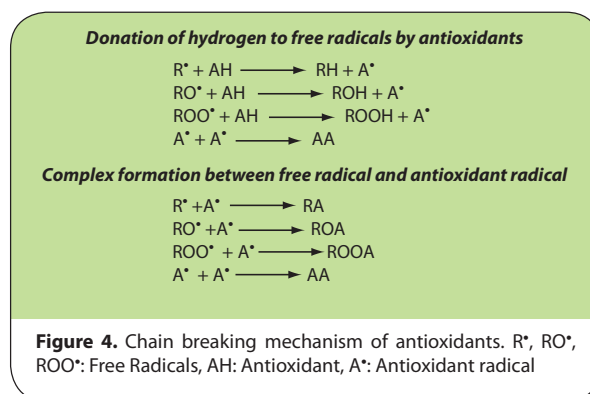 Donation of hydrogen to free radicals by antioxidants
R• + AH ⟶ RH + A•
RO• + AH ⟶ ROH + A•
ROO• + AH ⟶ ROOH + A•
A• + A• ⟶ AA
Complex formation between free radical and antioxidant radical
R• +A• ⟶ RA
RO• +A• ⟶ ROA
ROO• + A• ⟶ ROOA
A• + A• ⟶ AA
Figure 4. Chain breaking mechanism of antioxidants. R•, RO•,
ROO•: Free Radicals, AH: Antioxidant, A•: Antioxidant radical